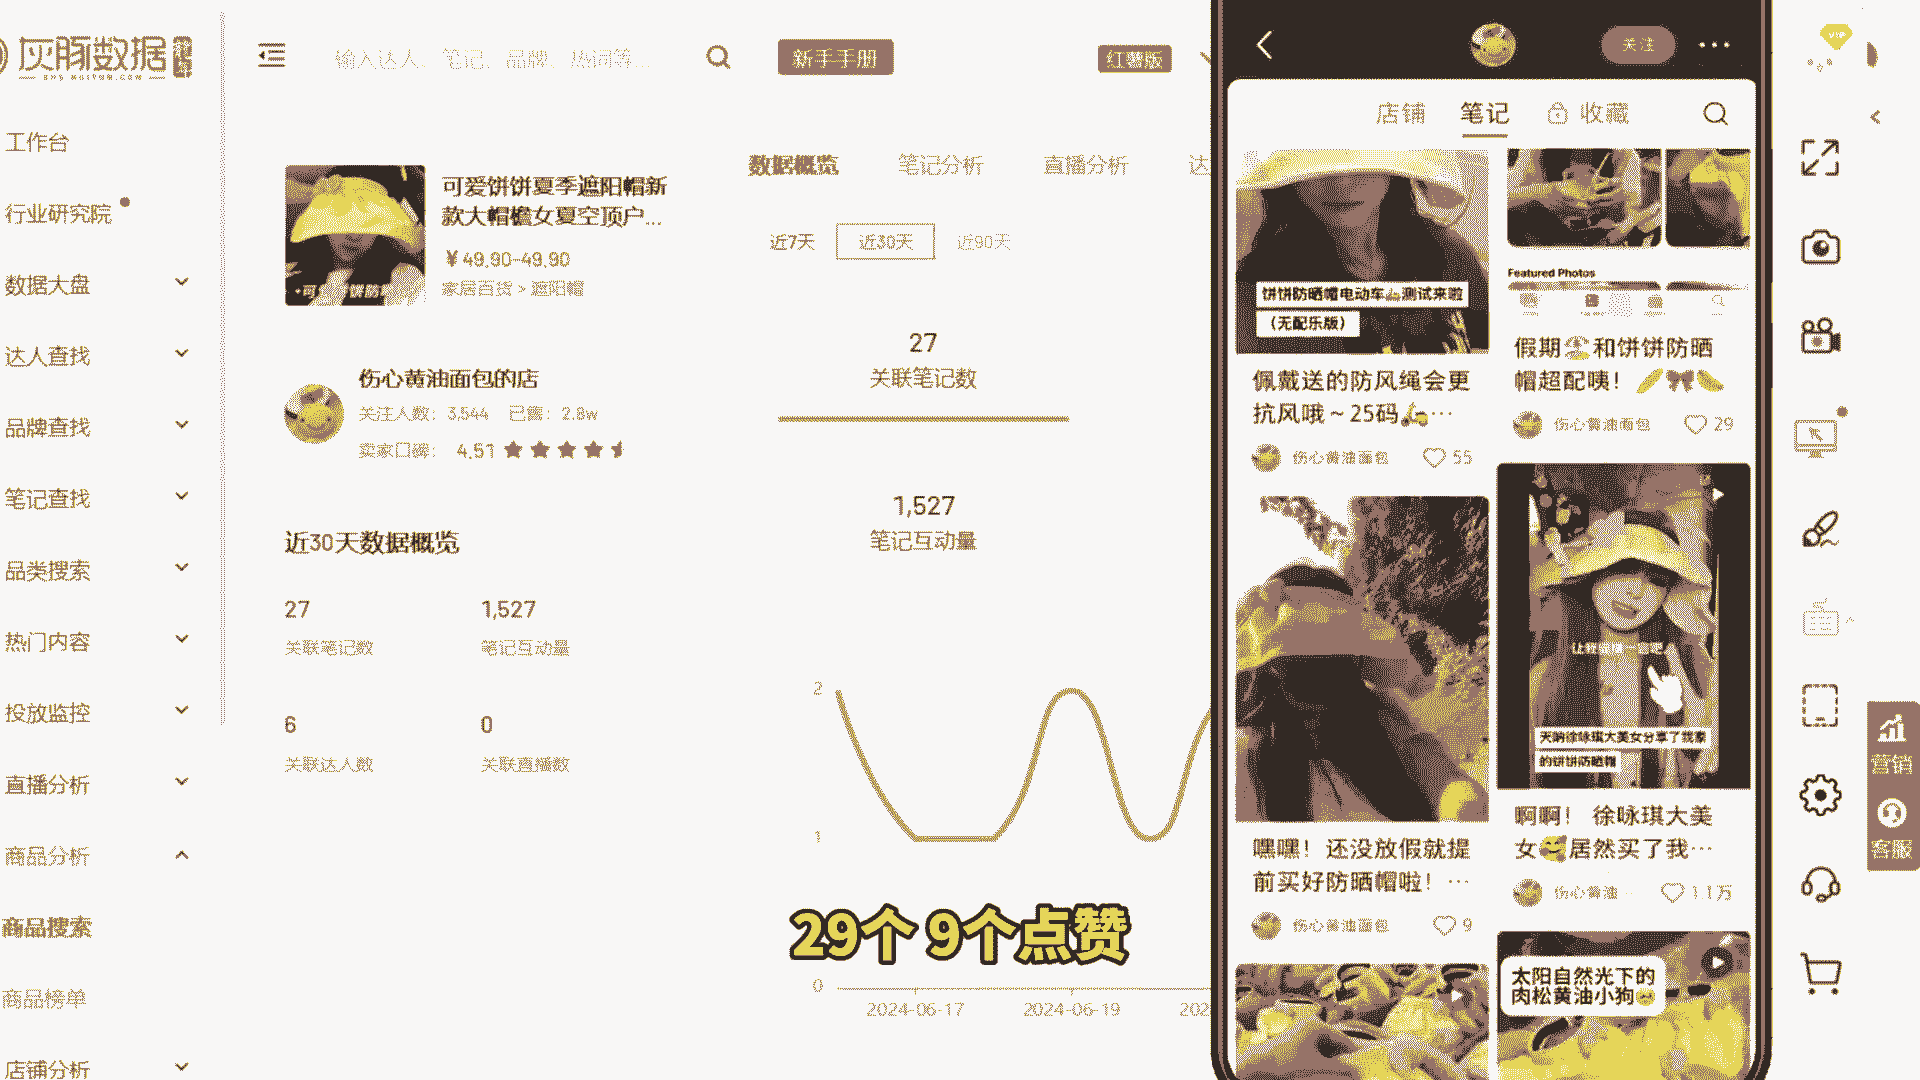 灰豚数据
工作台
行业研究院
数据大盘
达人查找
品牌查找
笔记查找
品类搜索
热门内容
投放监控
直播分析
商品分析
商品搜索
商品榜单
店铺分析
输入达人、笔记、品牌、热词等...
新手手册
红薯版
可爱饼饼夏季遮阳帽新
款大帽檐女夏空顶户...
￥49.90-49.90
家居百货 > 遮阳帽
伤心黄油面包的店
关注人数: 3,544 已售: 2.8w
卖家口碑: 4.51
近30天数据概览
27
关联笔记数
1,527
笔记互动量
6
关联达人数
0
关联直播数
数据概览
笔记分析
直播分析
达
近7天
近30天
近90天
27
关联笔记数
1,527
笔记互动量
2
1
0
2024-06-17
2024-06-19
202
29个 9个点赞
关注
店铺
笔记
收藏
饼饼防晒帽电动车🛵测试来啦
（无配乐版）
佩戴送的防风绳会更
抗风哦～25码🛵…
伤心黄油面包
55
嘿嘿！还没放假就提
前买好防晒帽啦！…
伤心黄油面包
9
Featured Photos
假期🏖和饼饼防晒
帽超配咦！
伤心黄油面包
29
天呐徐咏琪大美女分享了我家
的饼饼防晒帽
啊啊！徐咏琪大美
女🥰居然买了我…
伤心黄油…
1.1万
太阳自然光下的
肉松黄油小狗
VIP
营销
客服